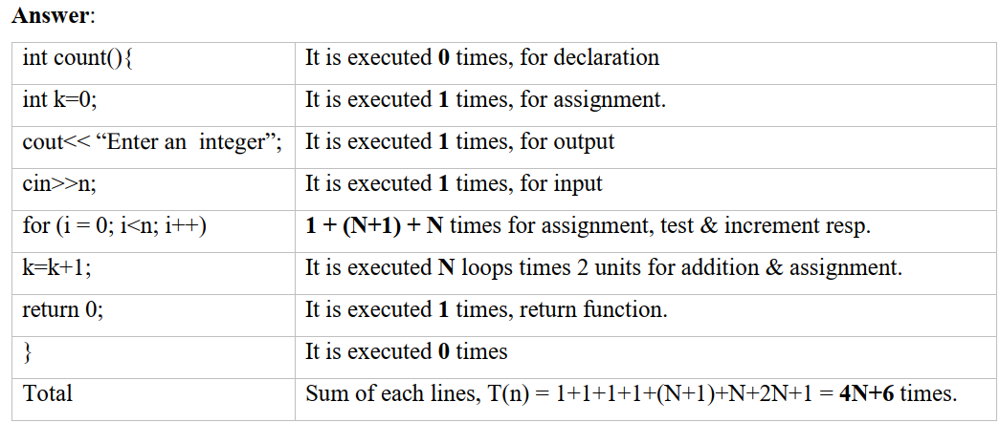 Answer:
int count(){ It is executed 0 times, for declaration
int k=0; It is executed 1 times, for assignment.
cout<< “Enter an integer”; It is executed 1 times, for output
cin>>n; It is executed 1 times, for input
for (i = 0; i<n; i++) 1 + (N+1) + N times for assignment, test & increment resp.
k=k+1; It is executed N loops times 2 units for addition & assignment.
return 0; It is executed 1 times, return function.
} It is executed 0 times
Total Sum of each lines, T(n) = 1+1+1+1+(N+1)+N+2N+1 = 4N+6 times.